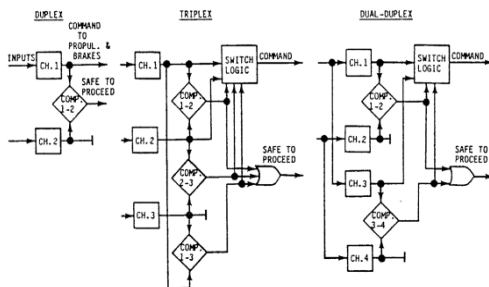 DUPLEX
COMMAND
TO
PROPUL. &
BRAKES
INPUTS
CH.1
SAFE TO
PROCEED
COMP.
1-2
CH.2
TRIPLEX
CH.1
SWITCH
LOGIC
COMMAND
COMP.
1-2
CH.2
SAFE TO
PROCEED
COMP.
2-3
CH.3
COMP.
1-3
DUAL-DUPLEX
CH.1
SWITCH
LOGIC
COMMAND
COMP.
1-2
CH.2
SAFE TO
PROCEED
CH.3
COMP.
3-4
CH.4